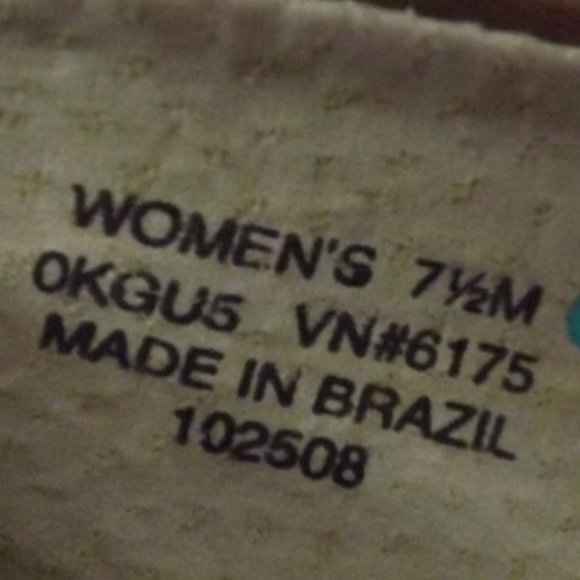 WOMEN'S 7½M
0KGU5 VN#6175
MADE IN BRAZIL
102508